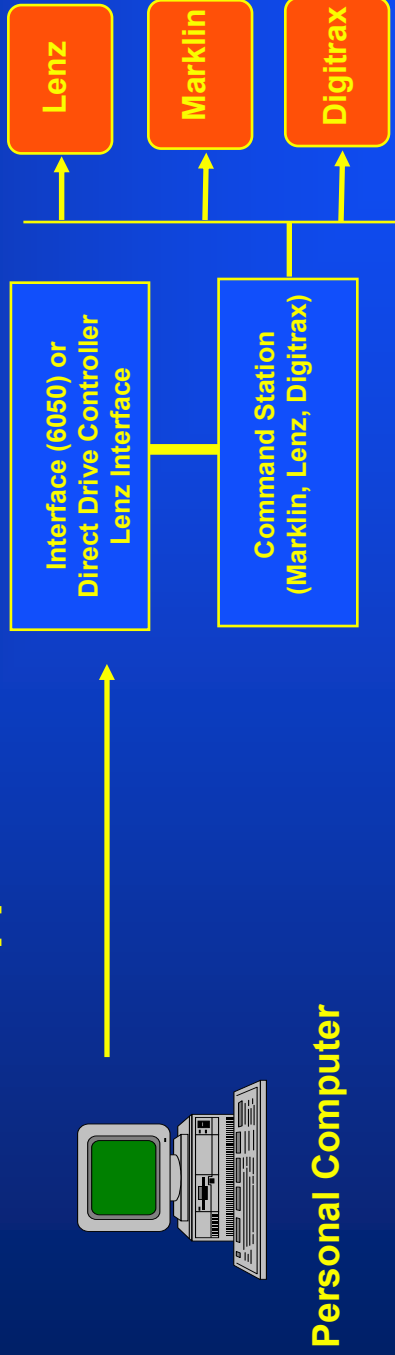 Personal Computer
Interface (6050) or
Direct Drive Controller
Lenz Interface
Command Station
(Marklin, Lenz, Digitrax)
Lenz
Marklin
Digitrax